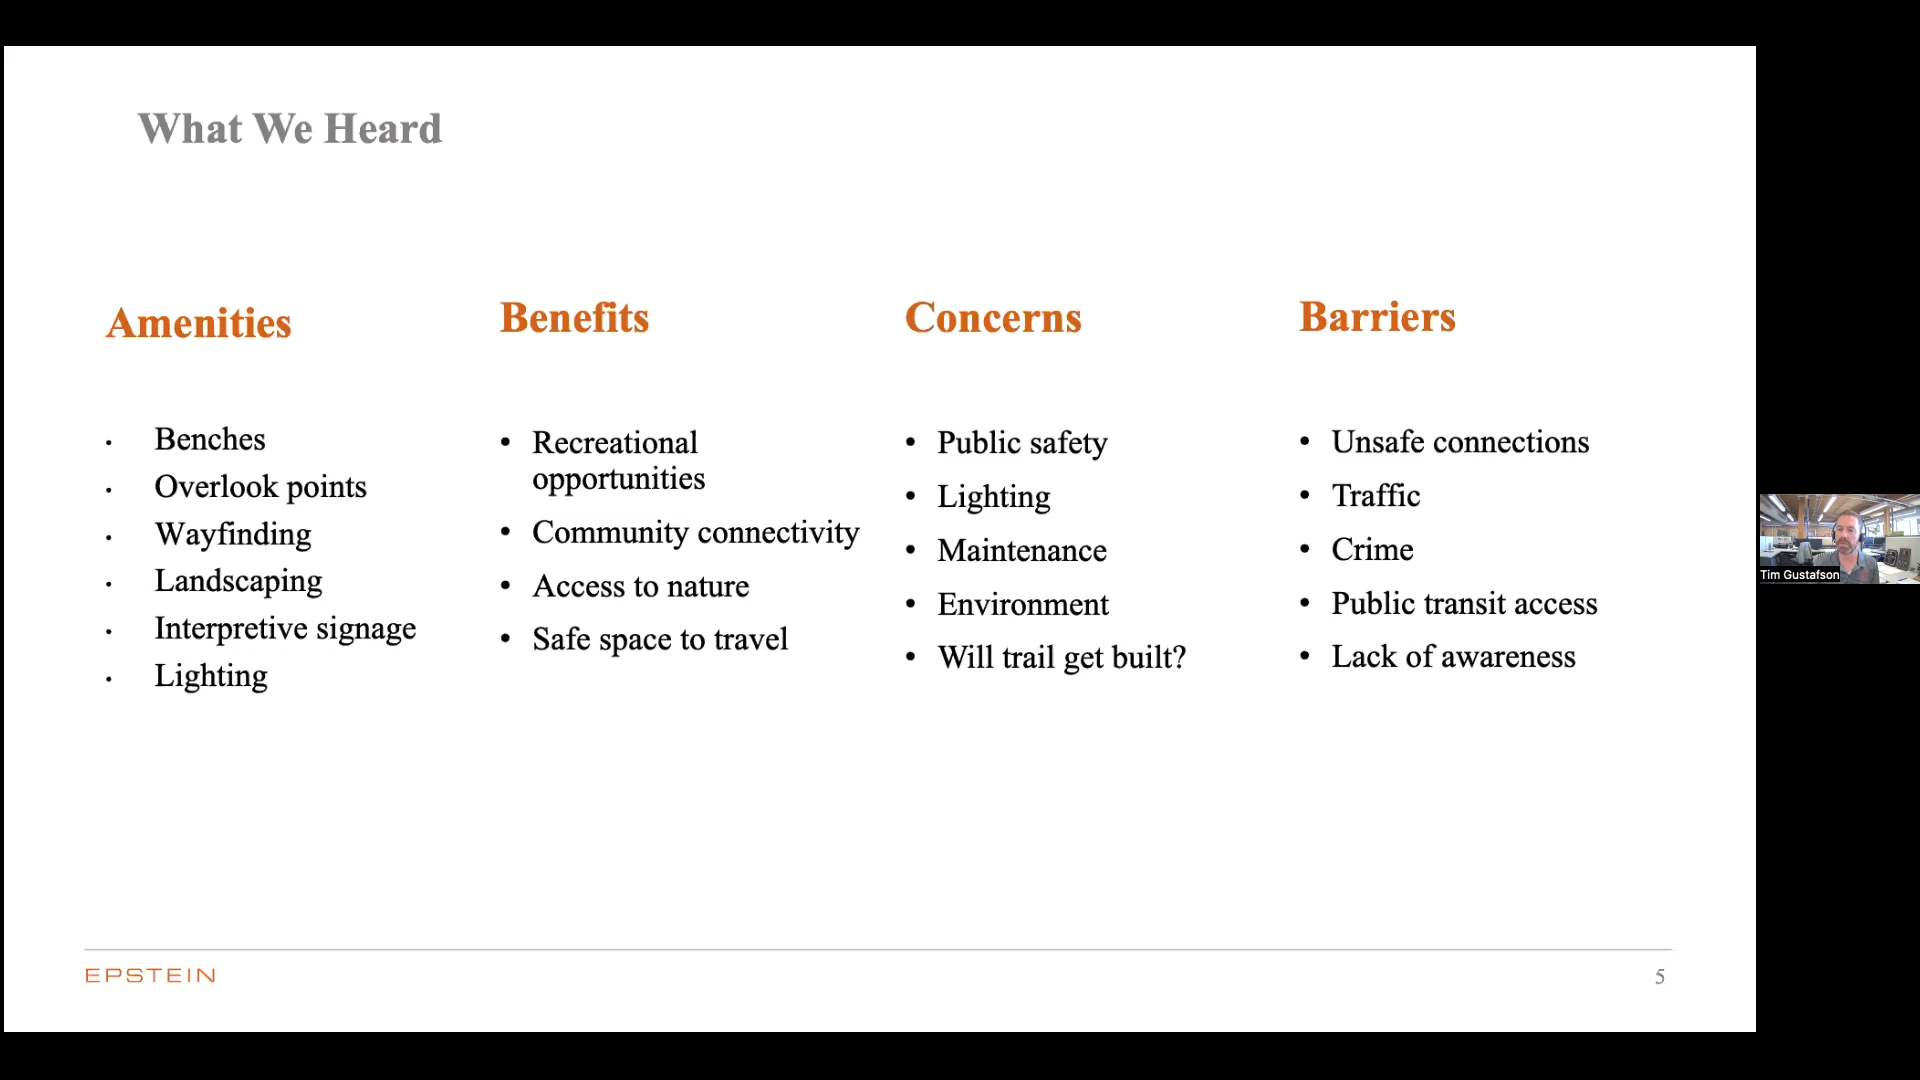 What We Heard
Amenities
• Benches
• Overlook points
• Wayfinding
• Landscaping
• Interpretive signage
• Lighting
Benefits
• Recreational
opportunities
• Community connectivity
• Access to nature
• Safe space to travel
Concerns
• Public safety
• Lighting
• Maintenance
• Environment
• Will trail get built?
Barriers
• Unsafe connections
• Traffic
• Crime
• Public transit access
• Lack of awareness
Tim Gustafson
EPSTEIN
5